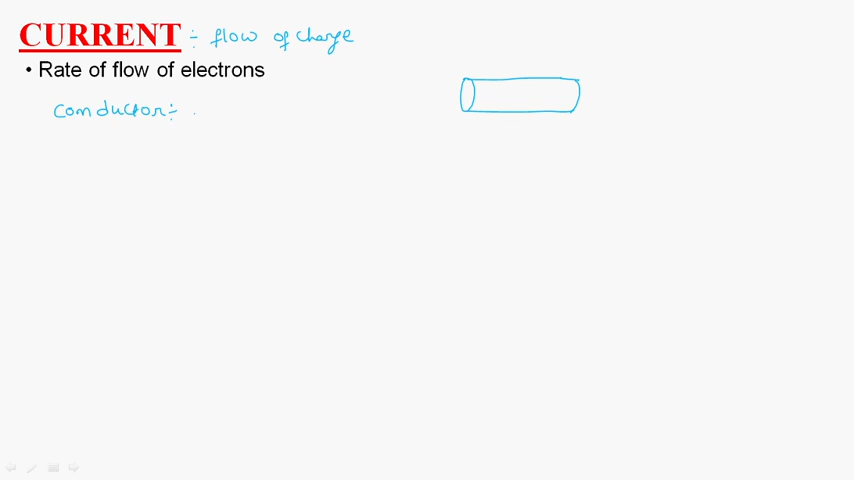 CURRENT ÷ flow of charge
• Rate of flow of electrons
Conductor ÷